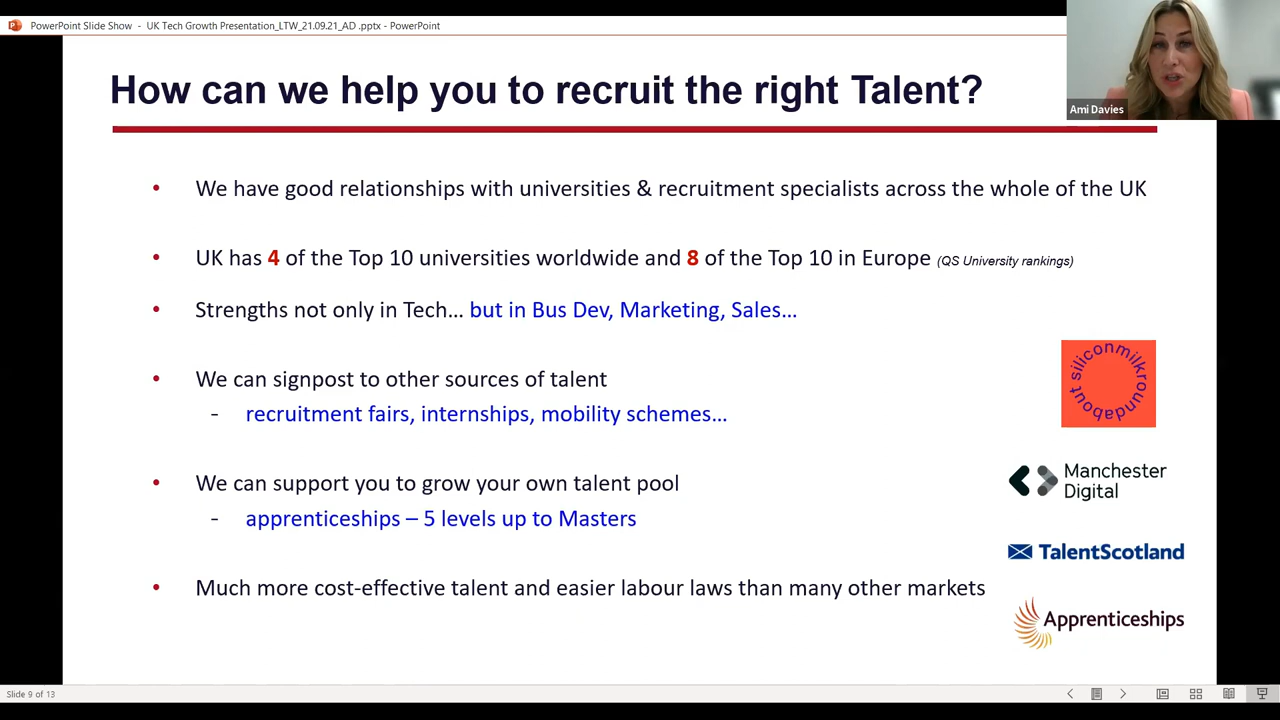 PowerPoint Slide Show - UK Tech Growth Presentation_LTW_21.09.21_AD .pptx - PowerPoint
Ami Davies
How can we help you to recruit the right Talent?
• We have good relationships with universities & recruitment specialists across the whole of the UK
• UK has 4 of the Top 10 universities worldwide and 8 of the Top 10 in Europe (QS University rankings)
• Strengths not only in Tech… but in Bus Dev, Marketing, Sales…
• We can signpost to other sources of talent
- recruitment fairs, internships, mobility schemes…
siliconmilkroundabout
• We can support you to grow your own talent pool
- apprenticeships – 5 levels up to Masters
Manchester
Digital
TalentScotland
• Much more cost-effective talent and easier labour laws than many other markets
Apprenticeships
Slide 9 of 13